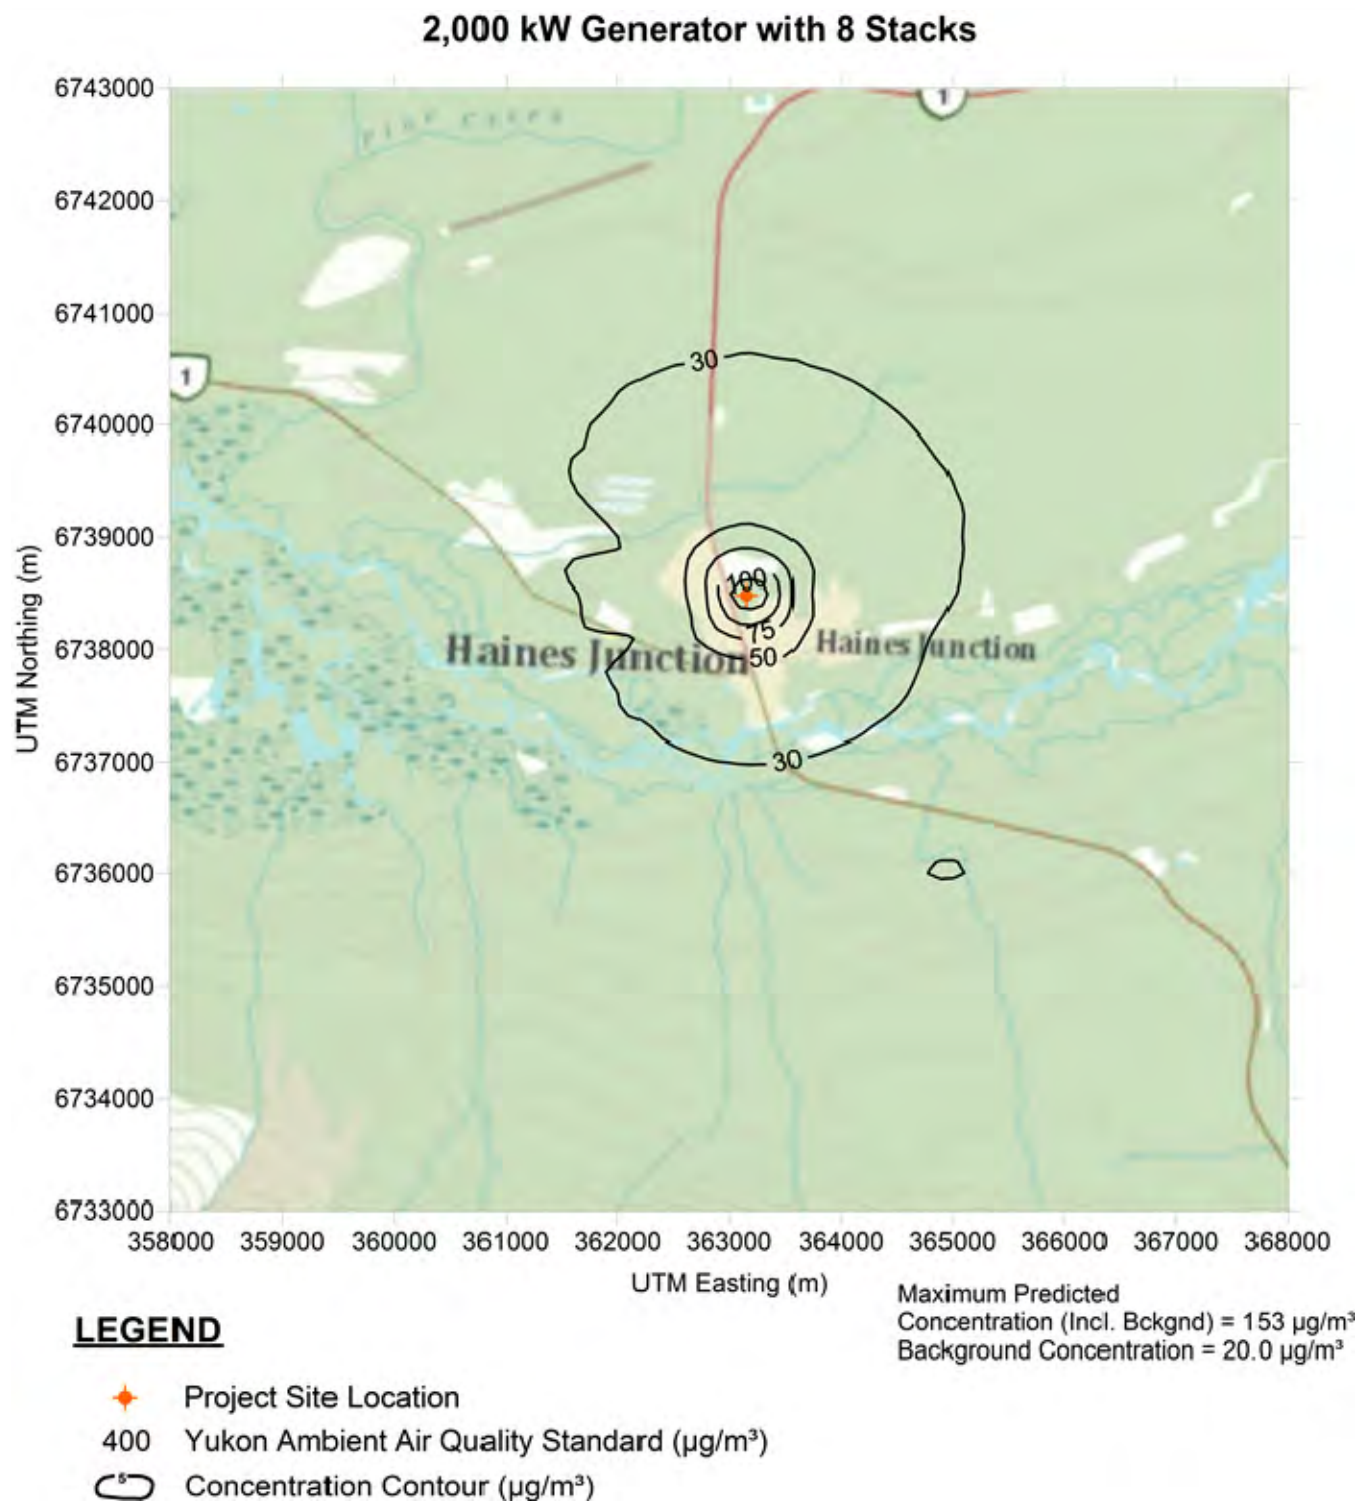 2,000 kW Generator with 8 Stacks
6743000
Pine Creek
1
6742000
6741000
30
1
6740000
6739000
100
75
6738000
Haines Junction
Haines Junction
50
6737000
30
6736000
6735000
6734000
6733000
UTM Northing (m)
358000 359000 360000 361000 362000 363000 364000 365000 366000 367000 368000
UTM Easting (m)
Maximum Predicted
Concentration (Incl. Bckgnd) = 153 µg/m³
Background Concentration = 20.0 µg/m³
LEGEND
Project Site Location
400 Yukon Ambient Air Quality Standard (µg/m³)
5 Concentration Contour (µg/m³)